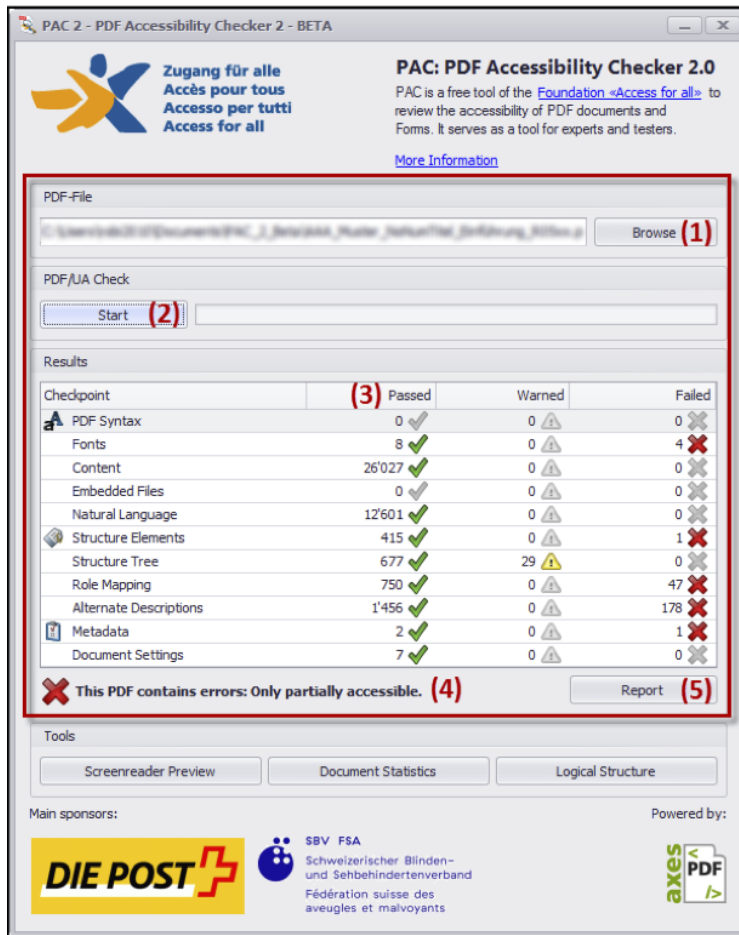 PAC 2 - PDF Accessibility Checker 2 - BETA
Zugang für alle
Accès pour tous
Accesso per tutti
Access for all
PAC: PDF Accessibility Checker 2.0
PAC is a free tool of the Foundation «Access for all» to
review the accessibility of PDF documents and
Forms. It serves as a tool for experts and testers.
More Information
PDF-File
Browse (1)
PDF/UA Check
Start (2)
Results
Checkpoint (3) Passed Warned Failed
PDF Syntax 0 0 0
Fonts 8 0 4
Content 26'027 0 0
Embedded Files 0 0 0
Natural Language 12'601 0 0
Structure Elements 415 0 1
Structure Tree 677 29 0
Role Mapping 750 0 47
Alternate Descriptions 1'456 0 178
Metadata 2 0 1
Document Settings 7 0 0
This PDF contains errors: Only partially accessible. (4) Report (5)
Tools
Screenreader Preview Document Statistics Logical Structure
Main sponsors: Powered by:
DIE POST
SBV FSA
Schweizerischer Blinden-
und Sehbehindertenverband
Fédération suisse des
aveugles et malvoyants
axes
PDF